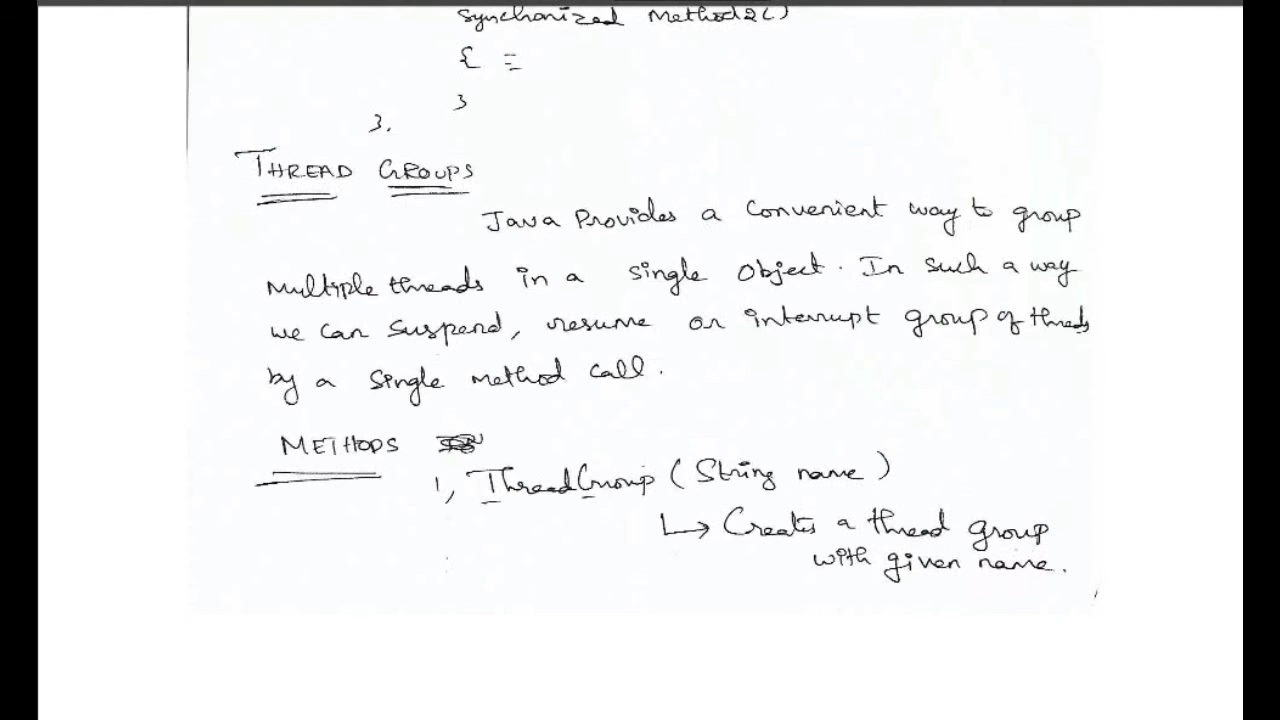 Synchronized Method2()
{ =
}
}.
THREAD GROUPS
Java Provides a convenient way to group
multiple threads in a single object. In such a way
we can suspend, resume or interrupt group of threds
by a single method call.
METHODS
1, ThreadGroup (String name)
↳ Creates a thread group
with given name.